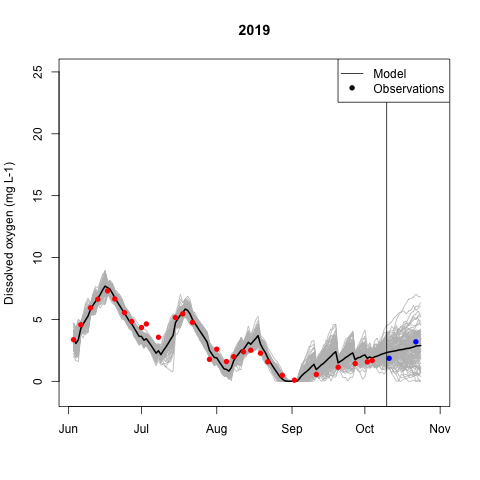 2019
Dissolved oxygen (mg L-1)
25
20
15
10
5
0
Model
Observations
Jun Jul Aug Sep Oct Nov